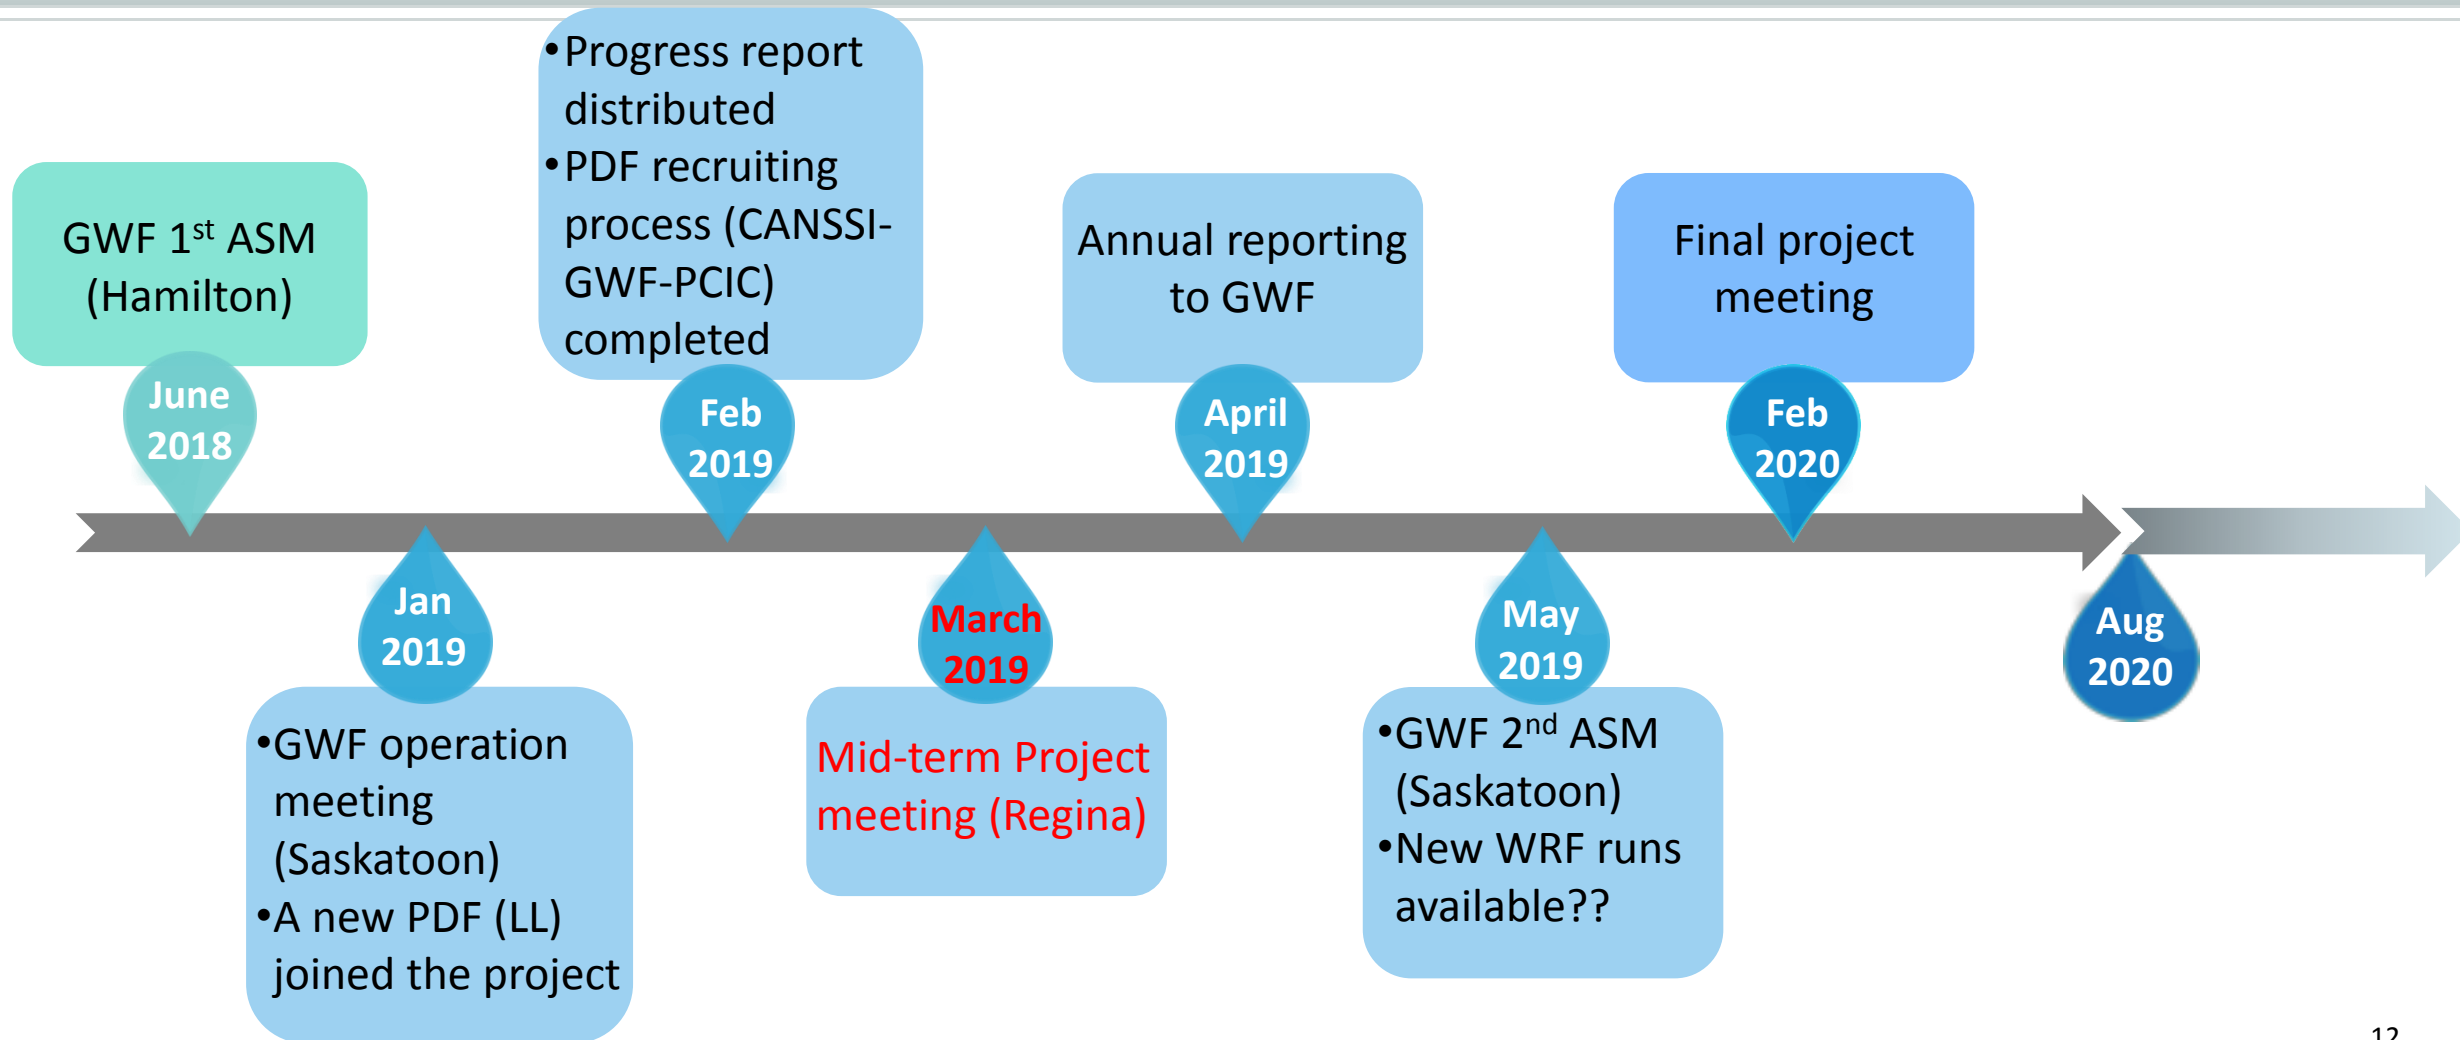 GWF 1st ASM
(Hamilton)
June
2018
•GWF operation
meeting
(Saskatoon)
•A new PDF (LL)
joined the project
Jan
2019
•Progress report
distributed
•PDF recruiting
process (CANSSI-
GWF-PCIC)
completed
Feb
2019
March
2019
Mid-term Project
meeting (Regina)
Annual reporting
to GWF
April
2019
May
2019
•GWF 2nd ASM
(Saskatoon)
•New WRF runs
available??
Final project
meeting
Feb
2020
Aug
2020
12